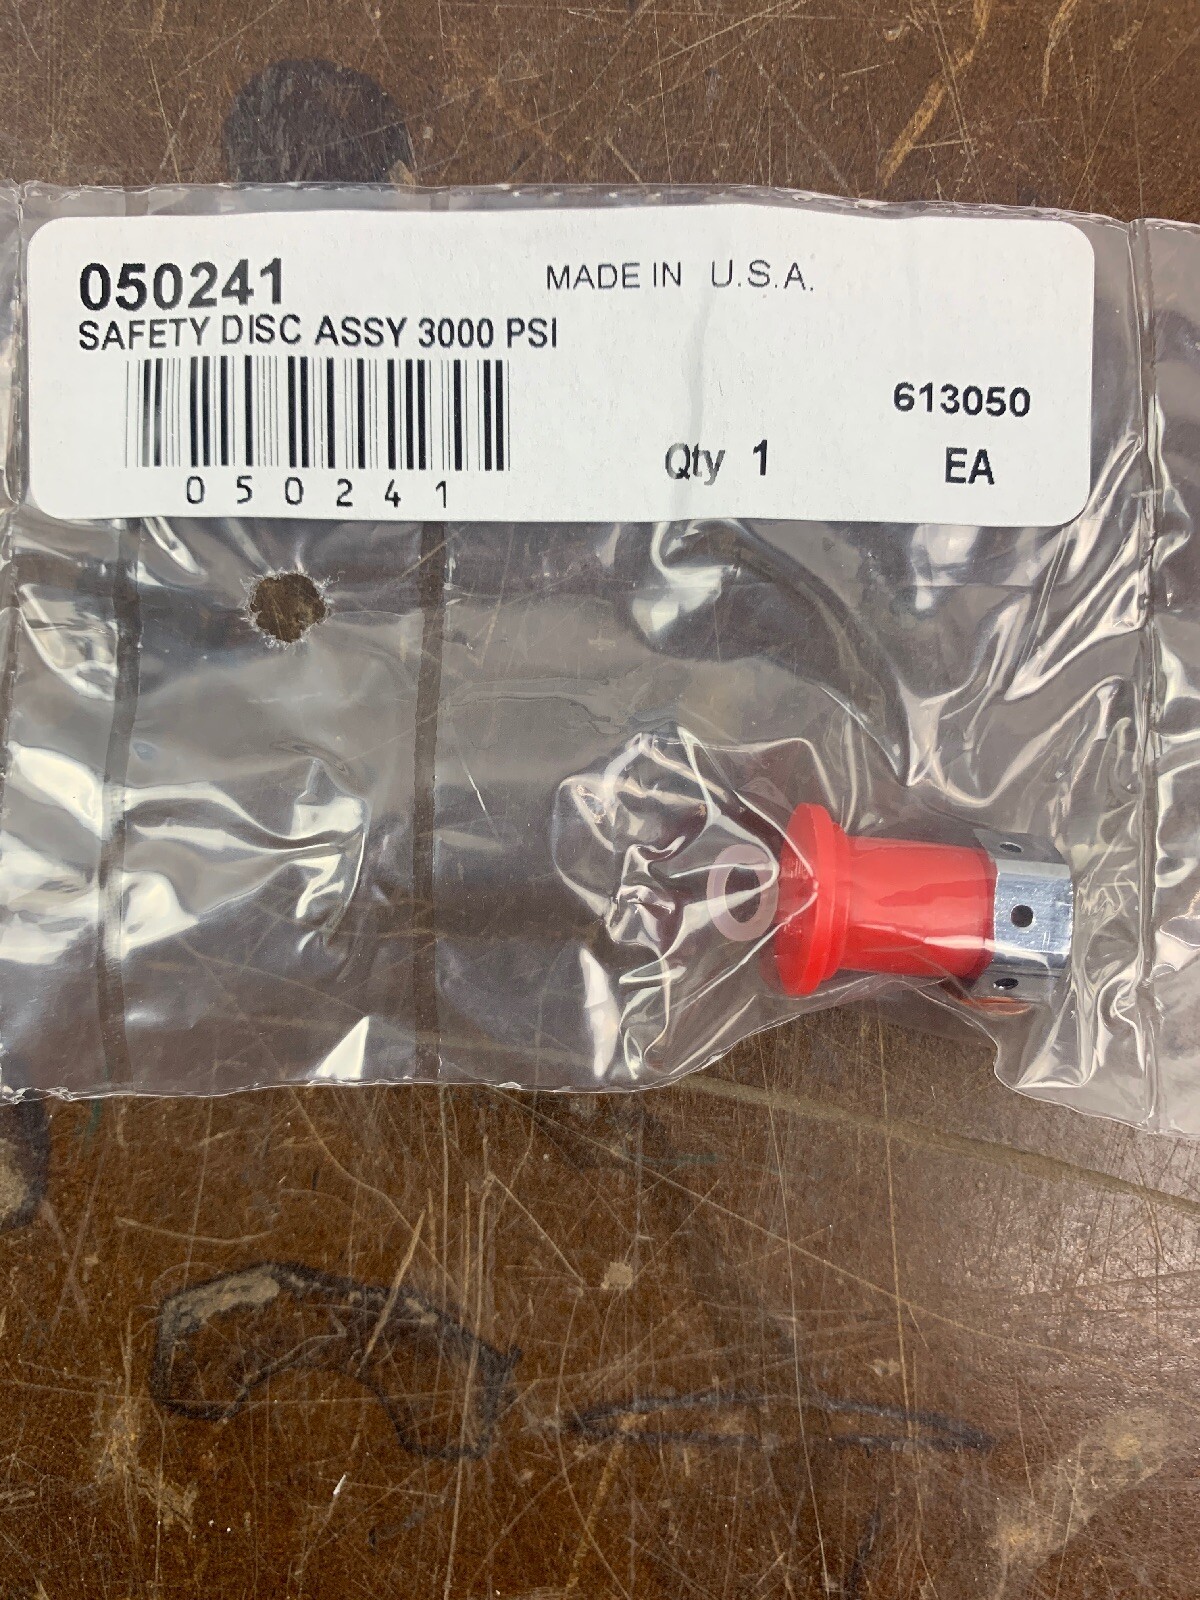 050241
MADE IN U.S.A.
SAFETY DISC ASSY 3000 PSI
613050
Qty 1
EA
050241